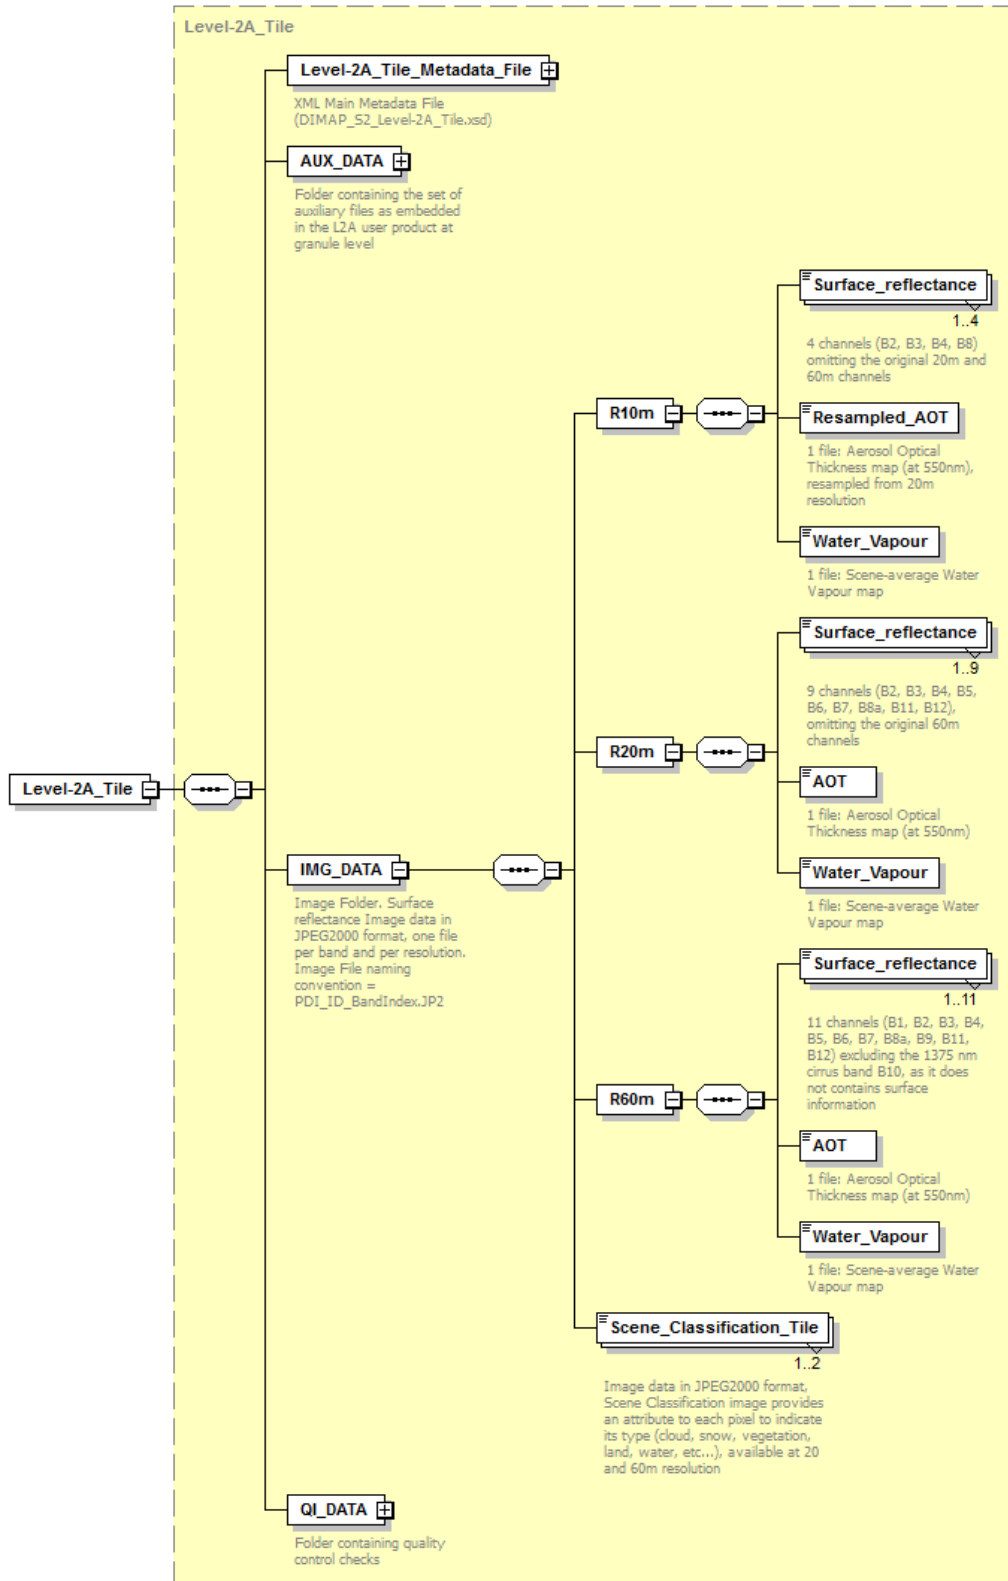 Level-2A_Tile
Level-2A_Tile_Metadata_File
XML Main Metadata File
(DIMAP_S2_Level-2A_Tile.xsd)
AUX_DATA
Folder containing the set of
auxiliary files as embedded
in the L2A user product at
granule level
Surface_reflectance
1..4
4 channels (B2, B3, B4, B8)
omitting the original 20m and
60m channels
R10m
Resampled_AOT
1 file: Aerosol Optical
Thickness map (at 550nm),
resampled from 20m
resolution
Water_Vapour
1 file: Scene-average Water
Vapour map
Surface_reflectance
1..9
9 channels (B2, B3, B4, B5,
B6, B7, B8a, B11, B12),
omitting the original 60m
channels
R20m
AOT
1 file: Aerosol Optical
Thickness map (at 550nm)
Level-2A_Tile
IMG_DATA
Image Folder. Surface
reflectance Image data in
JPEG2000 format, one file
per band and per resolution.
Image File naming
convention =
PDI_ID_BandIndex.JP2
Water_Vapour
1 file: Scene-average Water
Vapour map
Surface_reflectance
1..11
11 channels (B1, B2, B3, B4,
B5, B6, B7, B8a, B9, B11,
B12) excluding the 1375 nm
cirrus band B10, as it does
not contains surface
information
R60m
AOT
1 file: Aerosol Optical
Thickness map (at 550nm)
Water_Vapour
1 file: Scene-average Water
Vapour map
Scene_Classification_Tile
1..2
Image data in JPEG2000 format,
Scene Classification image provides
an attribute to each pixel to indicate
its type (cloud, snow, vegetation,
land, water, etc...), available at 20
and 60m resolution
QI_DATA
Folder containing quality
control checks